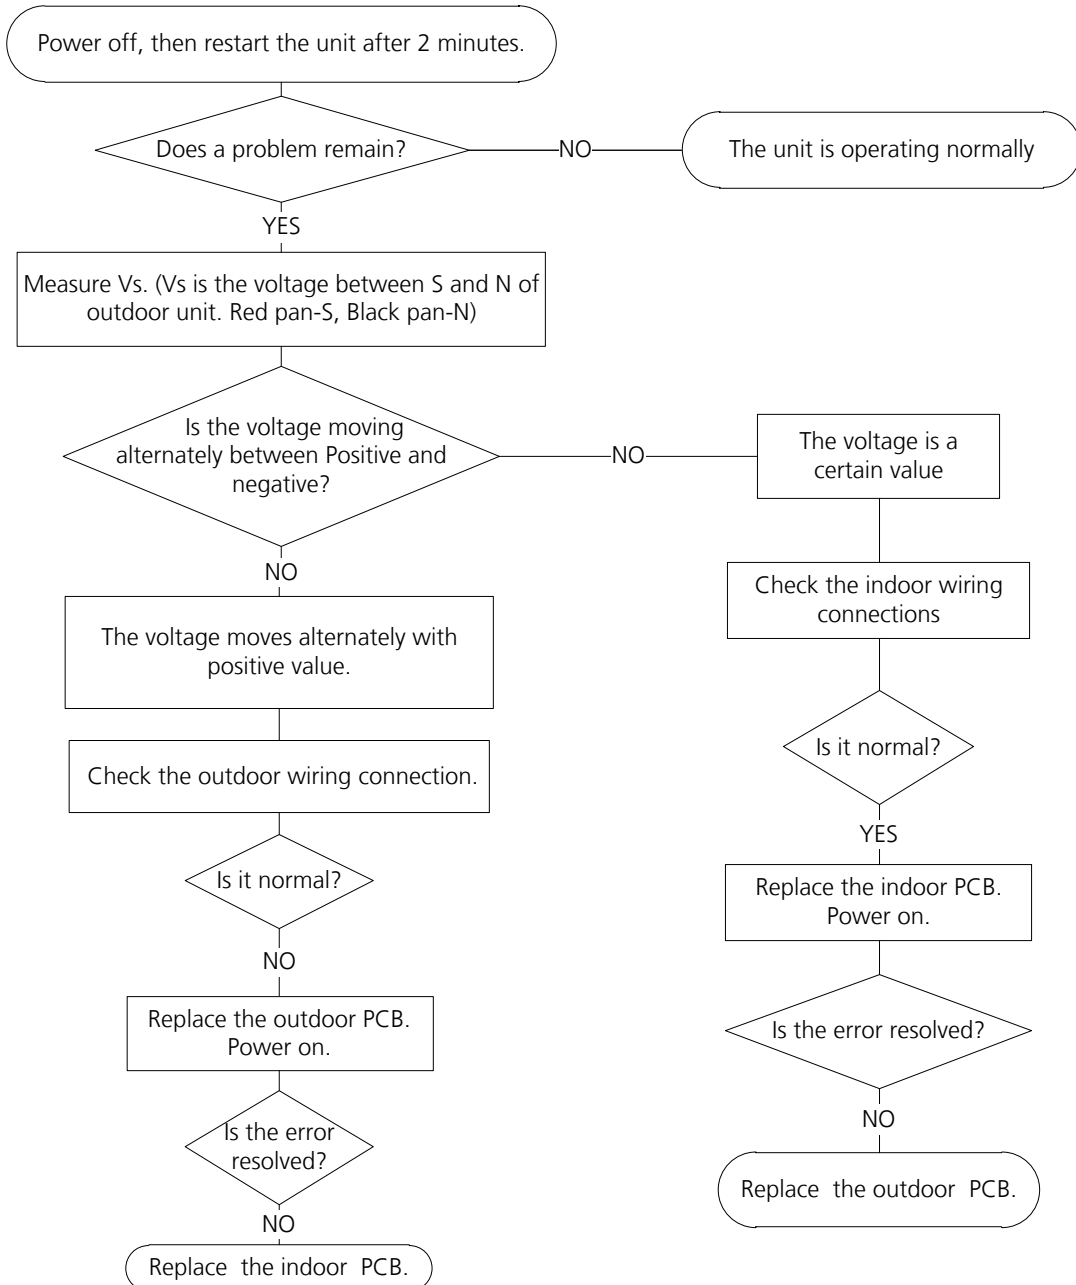 Power off, then restart the unit after 2 minutes.
Does a problem remain?
NO
The unit is operating normally
YES
Measure Vs. (Vs is the voltage between S and N of
outdoor unit. Red pan-S, Black pan-N)
Is the voltage moving
alternately between Positive and
negative?
NO
The voltage is a
certain value
NO
The voltage moves alternately with
positive value.
Check the outdoor wiring connection.
Is it normal?
NO
Replace the outdoor PCB.
Power on.
Is the error
resolved?
NO
Replace the indoor PCB.
Check the indoor wiring
connections
Is it normal?
YES
Replace the indoor PCB.
Power on.
Is the error resolved?
NO
Replace the outdoor PCB.